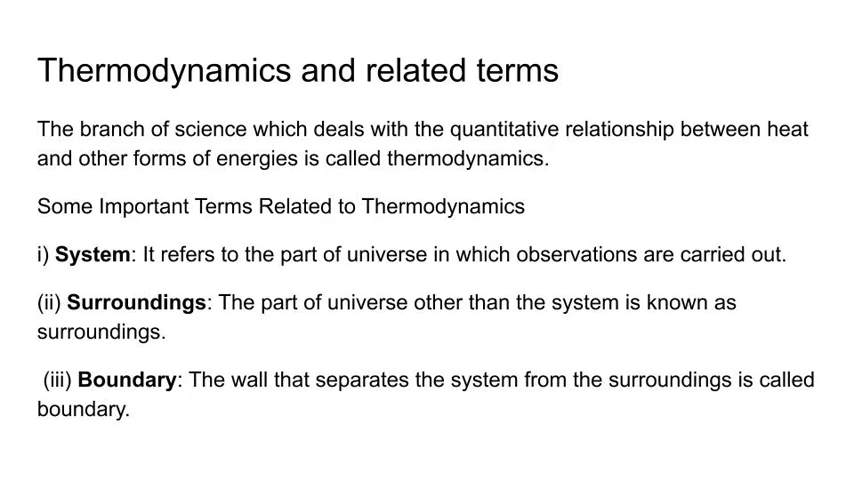 Thermodynamics and related terms
The branch of science which deals with the quantitative relationship between heat
and other forms of energies is called thermodynamics.
Some Important Terms Related to Thermodynamics
i) System: It refers to the part of universe in which observations are carried out.
(ii) Surroundings: The part of universe other than the system is known as
surroundings.
(iii) Boundary: The wall that separates the system from the surroundings is called
boundary.